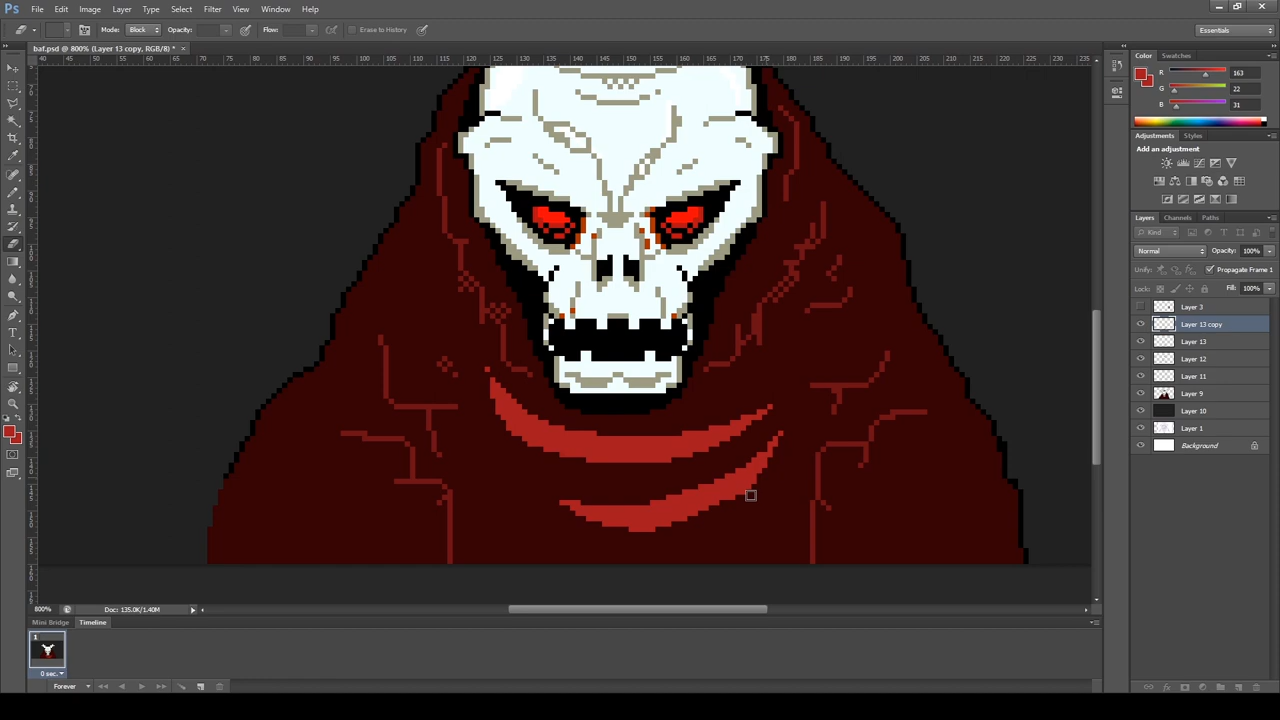 Ps File Edit Image Layer Type Select Filter View Window Help
Mode: Block Opacity: Flow: Erase to History Essentials
baf.psd @ 800% (Layer 13 copy, RGB/8) * ×
Color Swatches
R 163
G 22
B 31
Adjustments Styles
Add an adjustment
Layers Channels Paths
Kind
Normal Opacity: 100%
Unify: Propagate Frame 1
Lock: Fill: 100%
Layer 3
Layer 13 copy
Layer 13
Layer 12
Layer 11
Layer 9
Layer 10
Layer 1
Background
800% Doc: 135.0K/1.40M
Mini Bridge Timeline
1
0 sec.
Forever